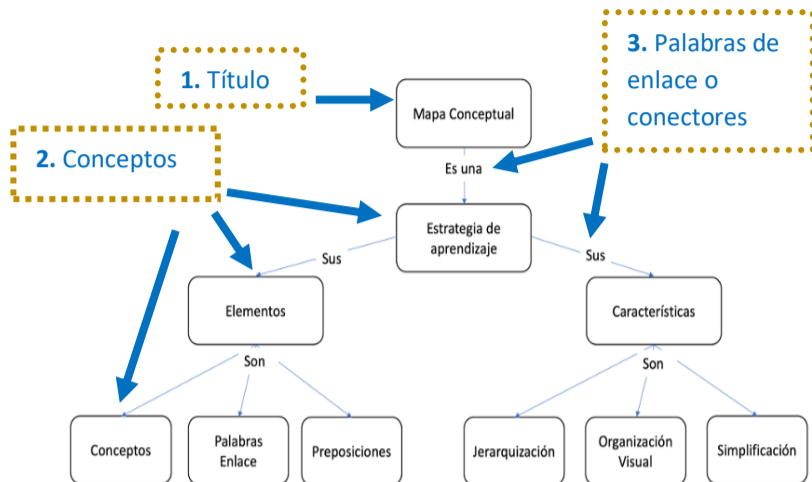 1. Título
3. Palabras de
enlace o
conectores
2. Conceptos
Mapa Conceptual
Es una
Estrategia de
aprendizaje
Sus
Sus
Elementos
Características
Son
Son
Conceptos
Palabras
Enlace
Preposiciones
Jerarquización
Organización
Visual
Simplificación